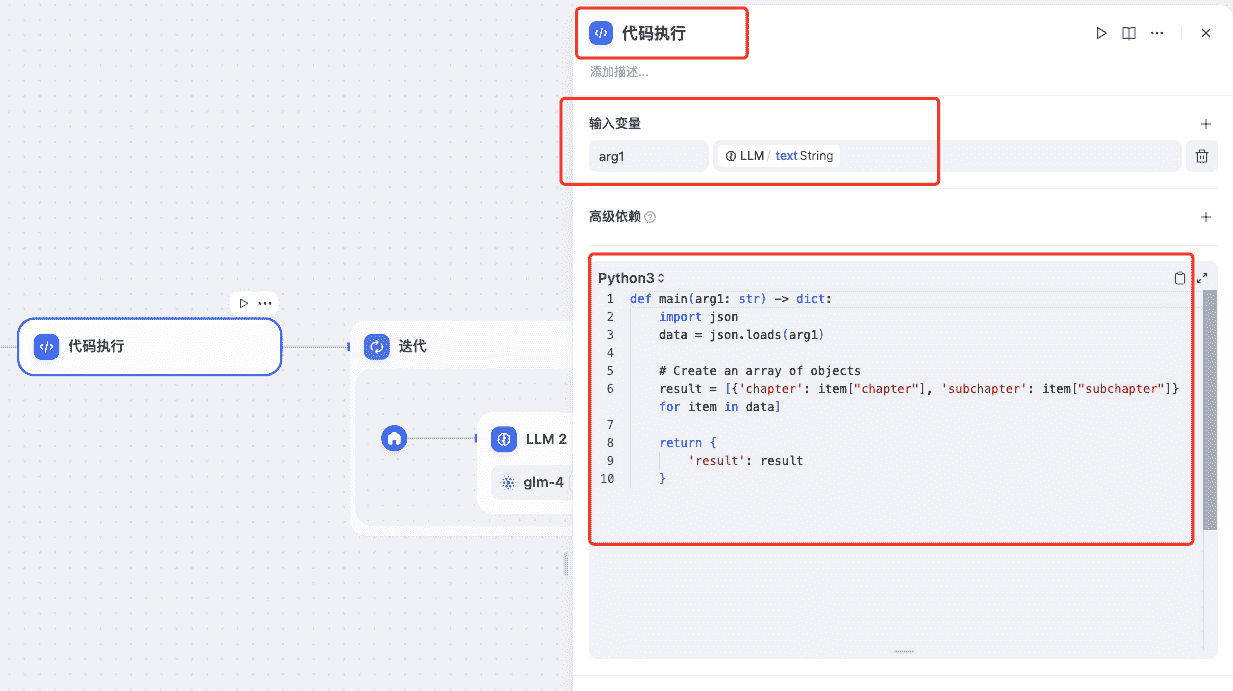 代码执行
添加描述...
输入变量
arg1
LLM / text String
高级依赖
Python3
1 def main(arg1: str) -> dict:
2     import json
3     data = json.loads(arg1)
4
5     # Create an array of objects
6     result = [{'chapter': item["chapter"], 'subchapter': item["subchapter"]}
    for item in data]
7
8     return {
9         'result': result
10     }
代码执行
迭代
LLM 2
glm-4